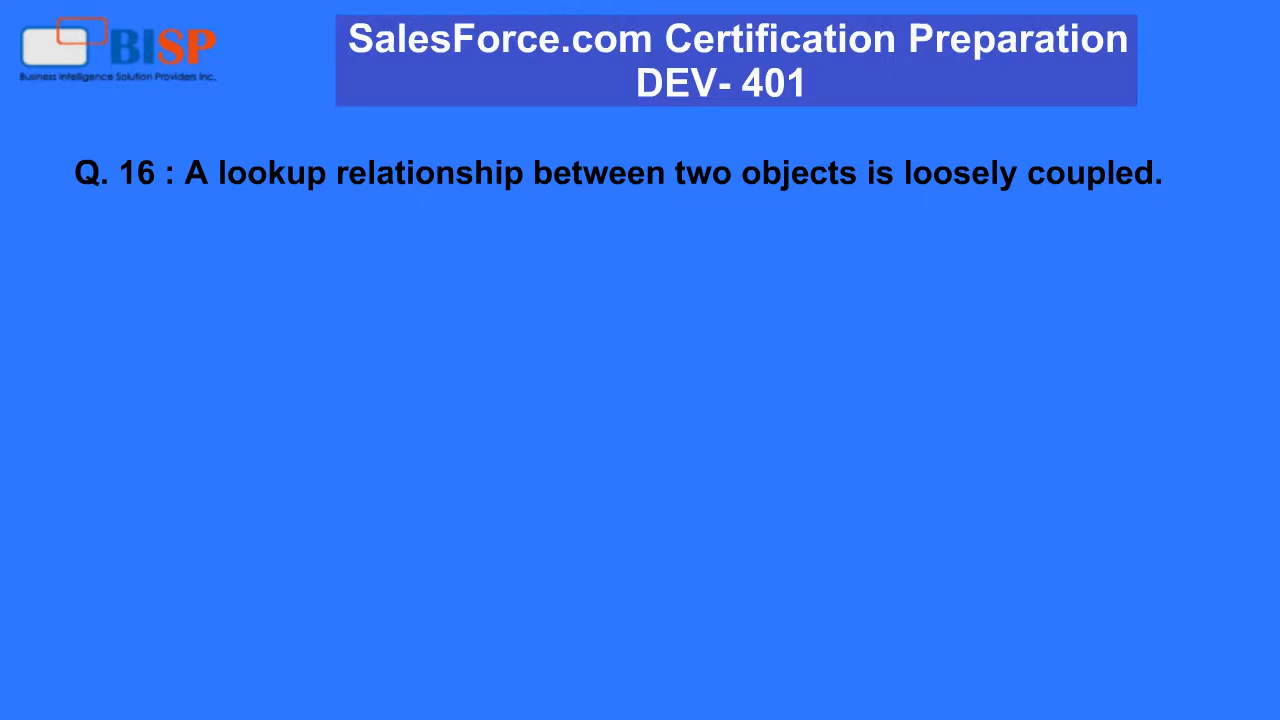 BISP
Business Intelligence Solution Providers Inc.
SalesForce.com Certification Preparation
DEV- 401
Q. 16 : A lookup relationship between two objects is loosely coupled.